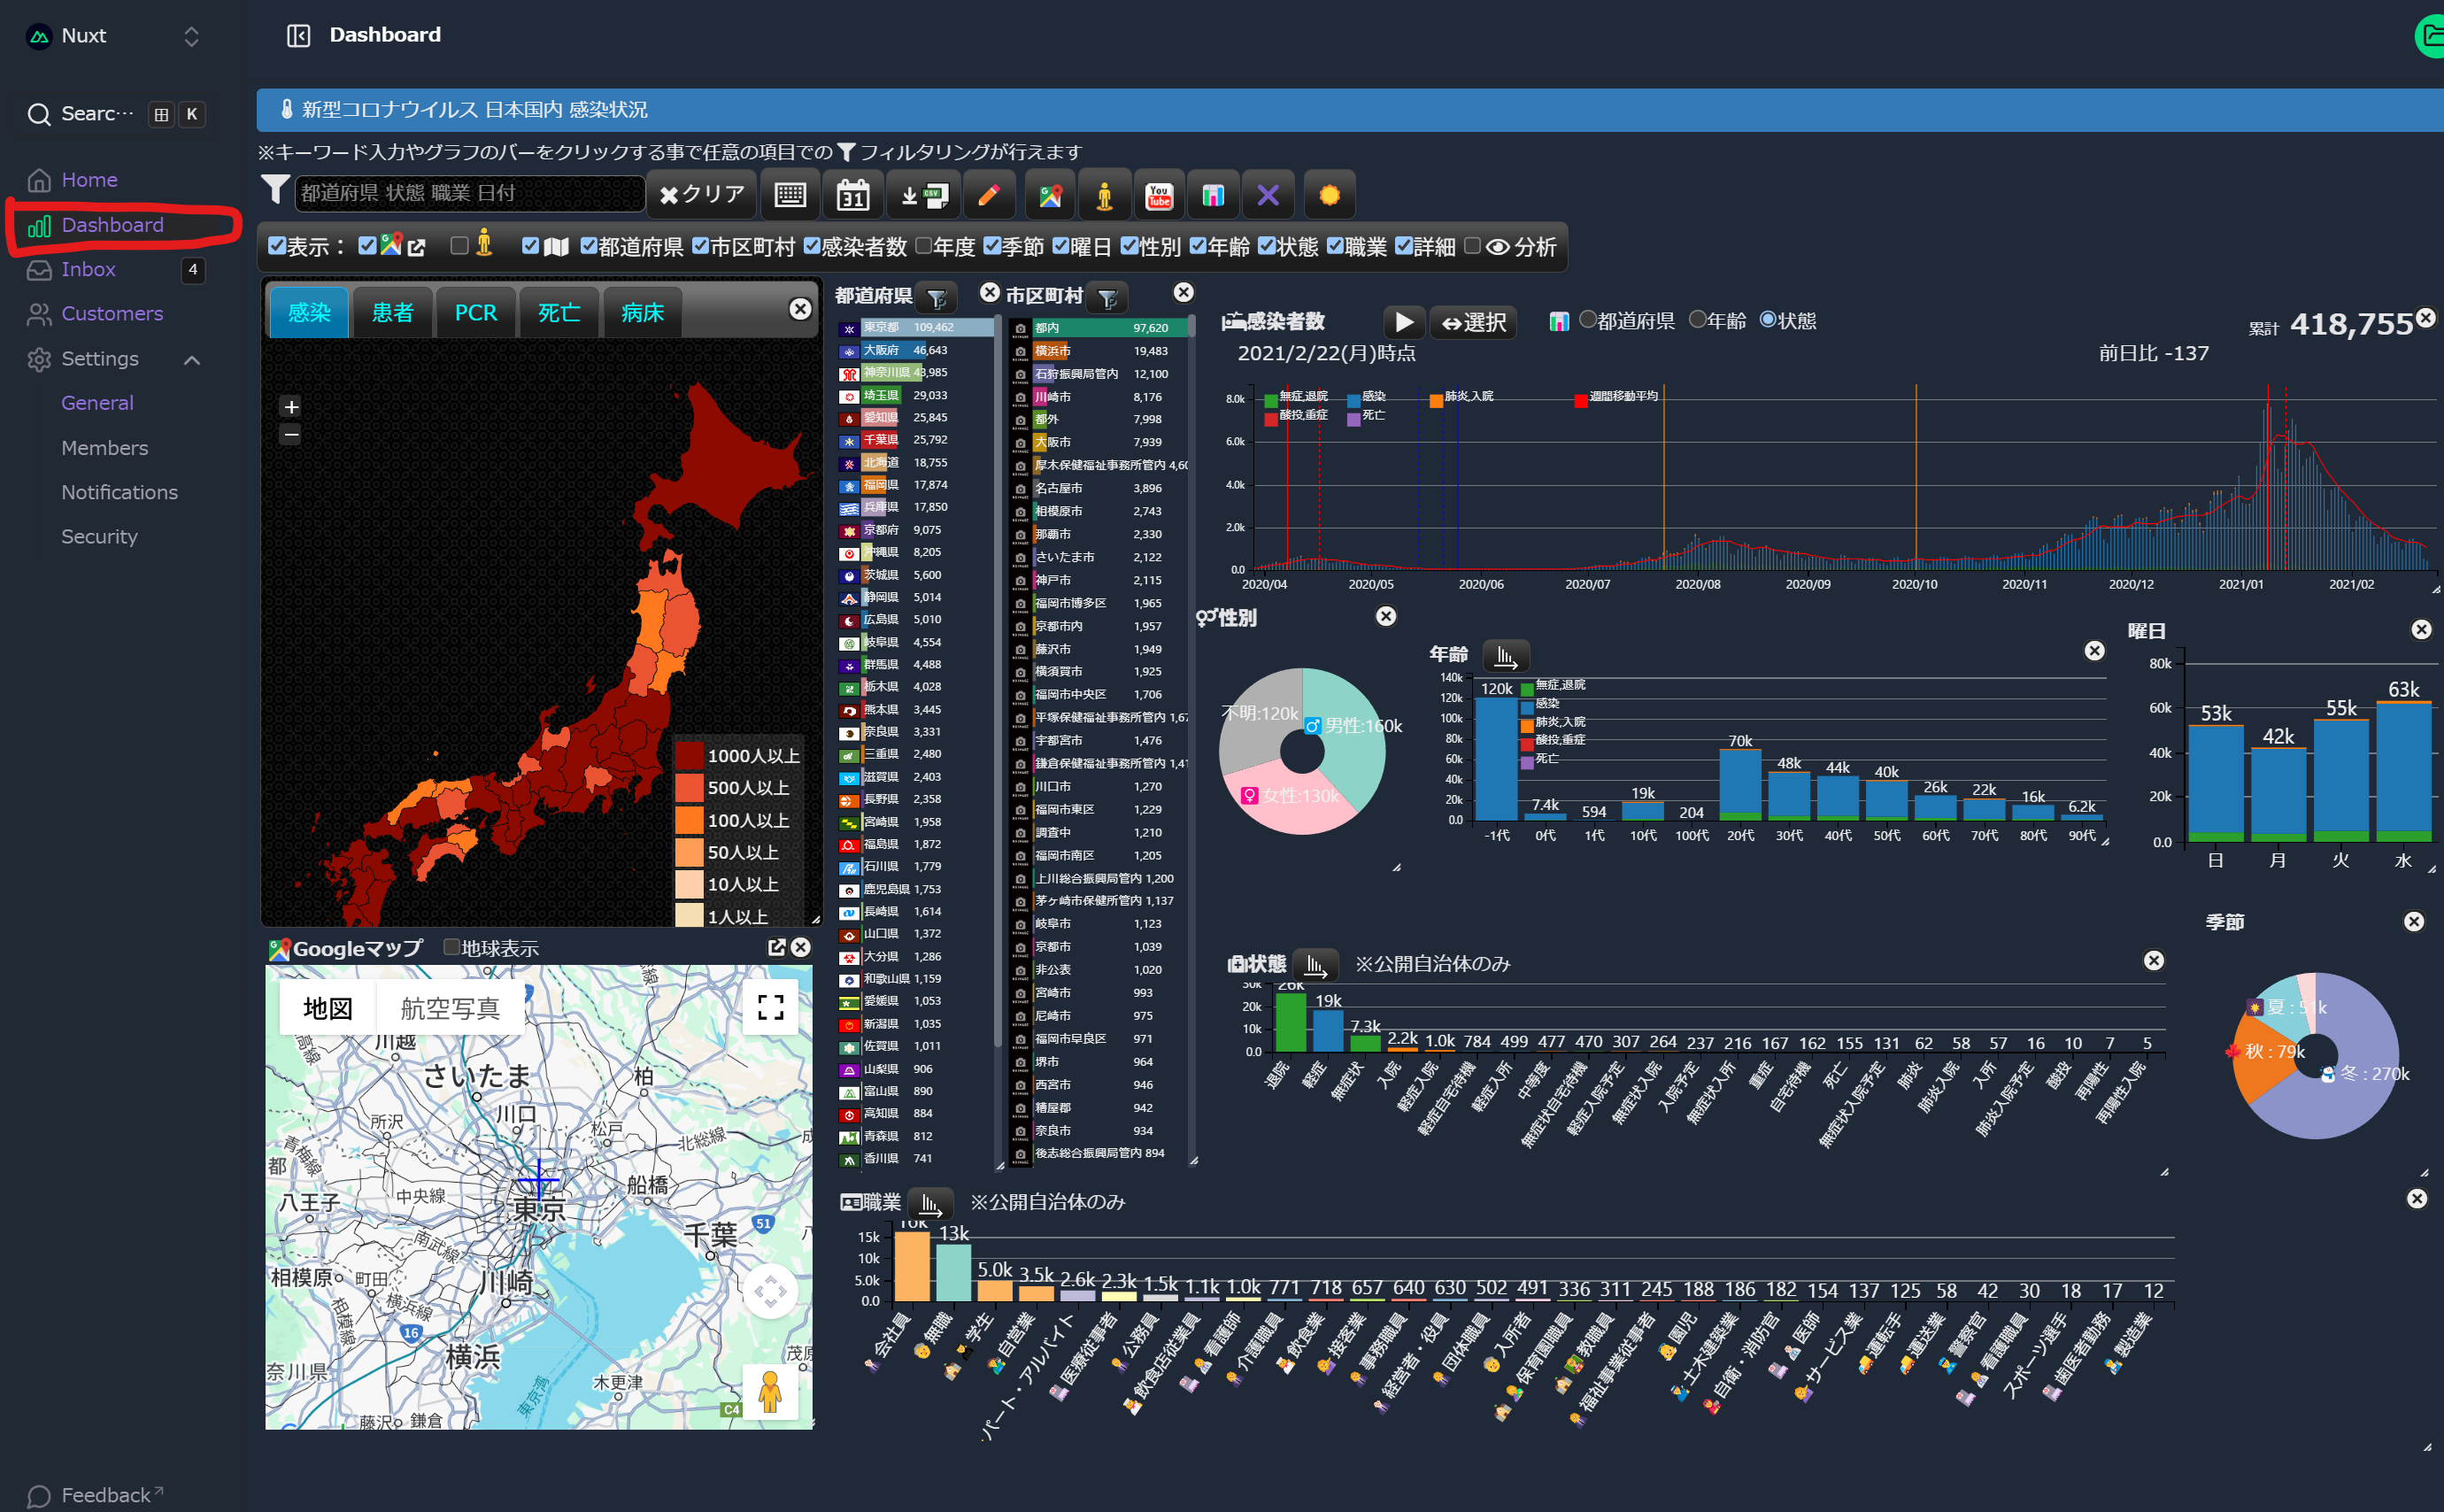 Nuxt
Dashboard
Searc… K
Home
Dashboard
Inbox 4
Customers
Settings
General
Members
Notifications
Security
Feedback
新型コロナウイルス 日本国内 感染状況
※キーワード入力やグラフのバーをクリックする事で任意の項目での フィルタリングが行えます
都道府県 状態 職業 日付
クリア
31
CSV
You Tube
表示： 都道府県 市区町村 感染者数 年度 季節 曜日 性別 年齢 状態 職業 詳細 分析
感染 患者 PCR 死亡 病床
+
−
1000人以上
500人以上
100人以上
50人以上
10人以上
1人以上
都道府県
東京都 109,462
大阪府 46,643
神奈川県 43,985
埼玉県 29,033
愛知県 25,845
千葉県 25,792
北海道 18,755
福岡県 17,874
兵庫県 17,850
京都府 9,075
沖縄県 8,205
茨城県 5,600
静岡県 5,014
広島県 5,010
岐阜県 4,554
群馬県 4,488
栃木県 4,028
熊本県 3,445
奈良県 3,331
三重県 2,480
滋賀県 2,403
長野県 2,358
宮崎県 1,958
福島県 1,872
石川県 1,779
鹿児島県 1,753
長崎県 1,614
山口県 1,372
大分県 1,286
和歌山県 1,159
愛媛県 1,053
新潟県 1,035
佐賀県 1,011
山梨県 906
富山県 890
高知県 884
青森県 812
香川県 741
市区町村
都内 97,620
横浜市 19,483
石狩振興局管内 12,100
川崎市 8,176
都外 7,998
大阪市 7,939
厚木保健福祉事務所管内 4,60
名古屋市 3,896
相模原市 2,743
那覇市 2,330
さいたま市 2,122
神戸市 2,115
福岡市博多区 1,965
京都市内 1,957
藤沢市 1,949
横須賀市 1,925
福岡市中央区 1,706
平塚保健福祉事務所管内 1,67
宇都宮市 1,476
鎌倉保健福祉事務所管内 1,41
川口市 1,270
福岡市東区 1,229
調査中 1,210
福岡市南区 1,205
上川総合振興局管内 1,200
茅ヶ崎市保健所管内 1,137
岐阜市 1,123
京都市 1,039
非公表 1,020
宮崎市 993
尼崎市 975
福岡市早良区 971
堺市 964
西宮市 946
糟屋郡 942
奈良市 934
後志総合振興局管内 894
感染者数 選択 都道府県 年齢 状態 累計 418,755
2021/2/22(月)時点 前日比 -137
無症,退院 感染 肺炎,入院 週間移動平均
酸投,重症 死亡
8.0k
6.0k
4.0k
2.0k
0.0
2020/04 2020/05 2020/06 2020/07 2020/08 2020/09 2020/10 2020/11 2020/12 2021/01 2021/02
性別
不明:120k
男性:160k
女性:130k
年齢
140k
120k
100k
80k
60k
40k
20k
0.0
無症,退院
感染
肺炎,入院
酸投,重症
死亡
120k 7.4k 594 19k 204 70k 48k 44k 40k 26k 22k 16k 6.2k
-1代 0代 1代 10代 100代 20代 30代 40代 50代 60代 70代 80代 90代
曜日
80k
60k
40k
20k
0.0
53k 42k 55k 63k
日 月 火 水
状態 ※公開自治体のみ
30k
20k
10k
0.0
26k 19k 7.3k 2.2k 1.0k 784 499 477 470 307 264 237 216 167 162 155 131 62 58 57 16 10 7 5
退院 軽症 無症状 入院 軽症入院 軽症自宅待機 軽症入所 中等度 無症状自宅待機 軽症入院予定 無症状入院 入院予定 無症状入所 重症 自宅待機 死亡 無症状入院予定 肺炎 肺炎入院 入所 肺炎入院予定 酸投 再陽性 再陽性入院
季節
夏 : 51k
秋 : 79k
冬 : 270k
職業 ※公開自治体のみ
15k
10k
5.0k
0.0
16k 13k 5.0k 3.5k 2.6k 2.3k 1.5k 1.1k 1.0k 771 718 657 640 630 502 491 336 311 245 188 186 182 154 137 125 58 42 30 18 17 12
会社員 無職 学生 自営業 パート・アルバイト 医療従事者 公務員 飲食店従業員 看護師 介護職員 飲食業 接客業 事務職員 経営者・役員 団体職員 入所者 保育園職員 教職員 福祉事業従事者 園児 土木建築業 自衛・消防官 医師 サービス業 運転手 運送業 警察官 看護職員 スポーツ選手 歯医者勤務 製造業
Googleマップ 地球表示
地図 航空写真
川越
さいたま
柏
川口
所沢
松戸
北総線
青梅線
都
八王子
中央線
船橋
東京
千葉
51
南武線
相模原
町田
川崎
横浜線
相模線
16
横浜
奈川県
茂原
木更津
東京湾
C4
藤沢
鎌倉